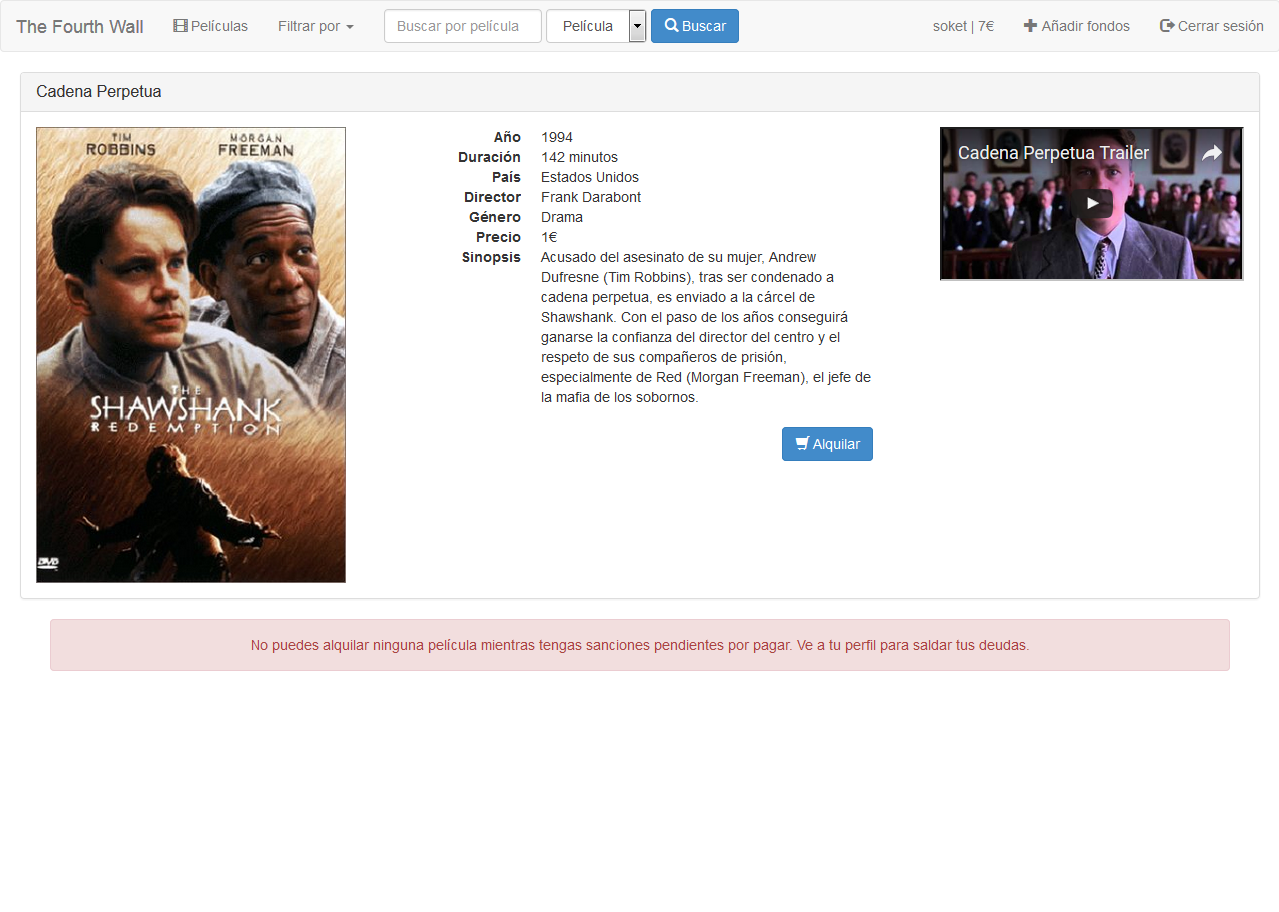 The Fourth Wall Películas Filtrar por Buscar por película Película Buscar soket | 7€ Añadir fondos Cerrar sesión
Cadena Perpetua
TIM ROBBINS
MORGAN FREEMAN
THE
SHAWSHANK
REDEMPTION
DVD
Año 1994
Duración 142 minutos
País Estados Unidos
Director Frank Darabont
Género Drama
Precio 1€
Sinopsis Acusado del asesinato de su mujer, Andrew
Dufresne (Tim Robbins), tras ser condenado a
cadena perpetua, es enviado a la cárcel de
Shawshank. Con el paso de los años conseguirá
ganarse la confianza del director del centro y el
respeto de sus compañeros de prisión,
especialmente de Red (Morgan Freeman), el jefe de
la mafia de los sobornos.
Alquilar
Cadena Perpetua Trailer
No puedes alquilar ninguna película mientras tengas sanciones pendientes por pagar. Ve a tu perfil para saldar tus deudas.